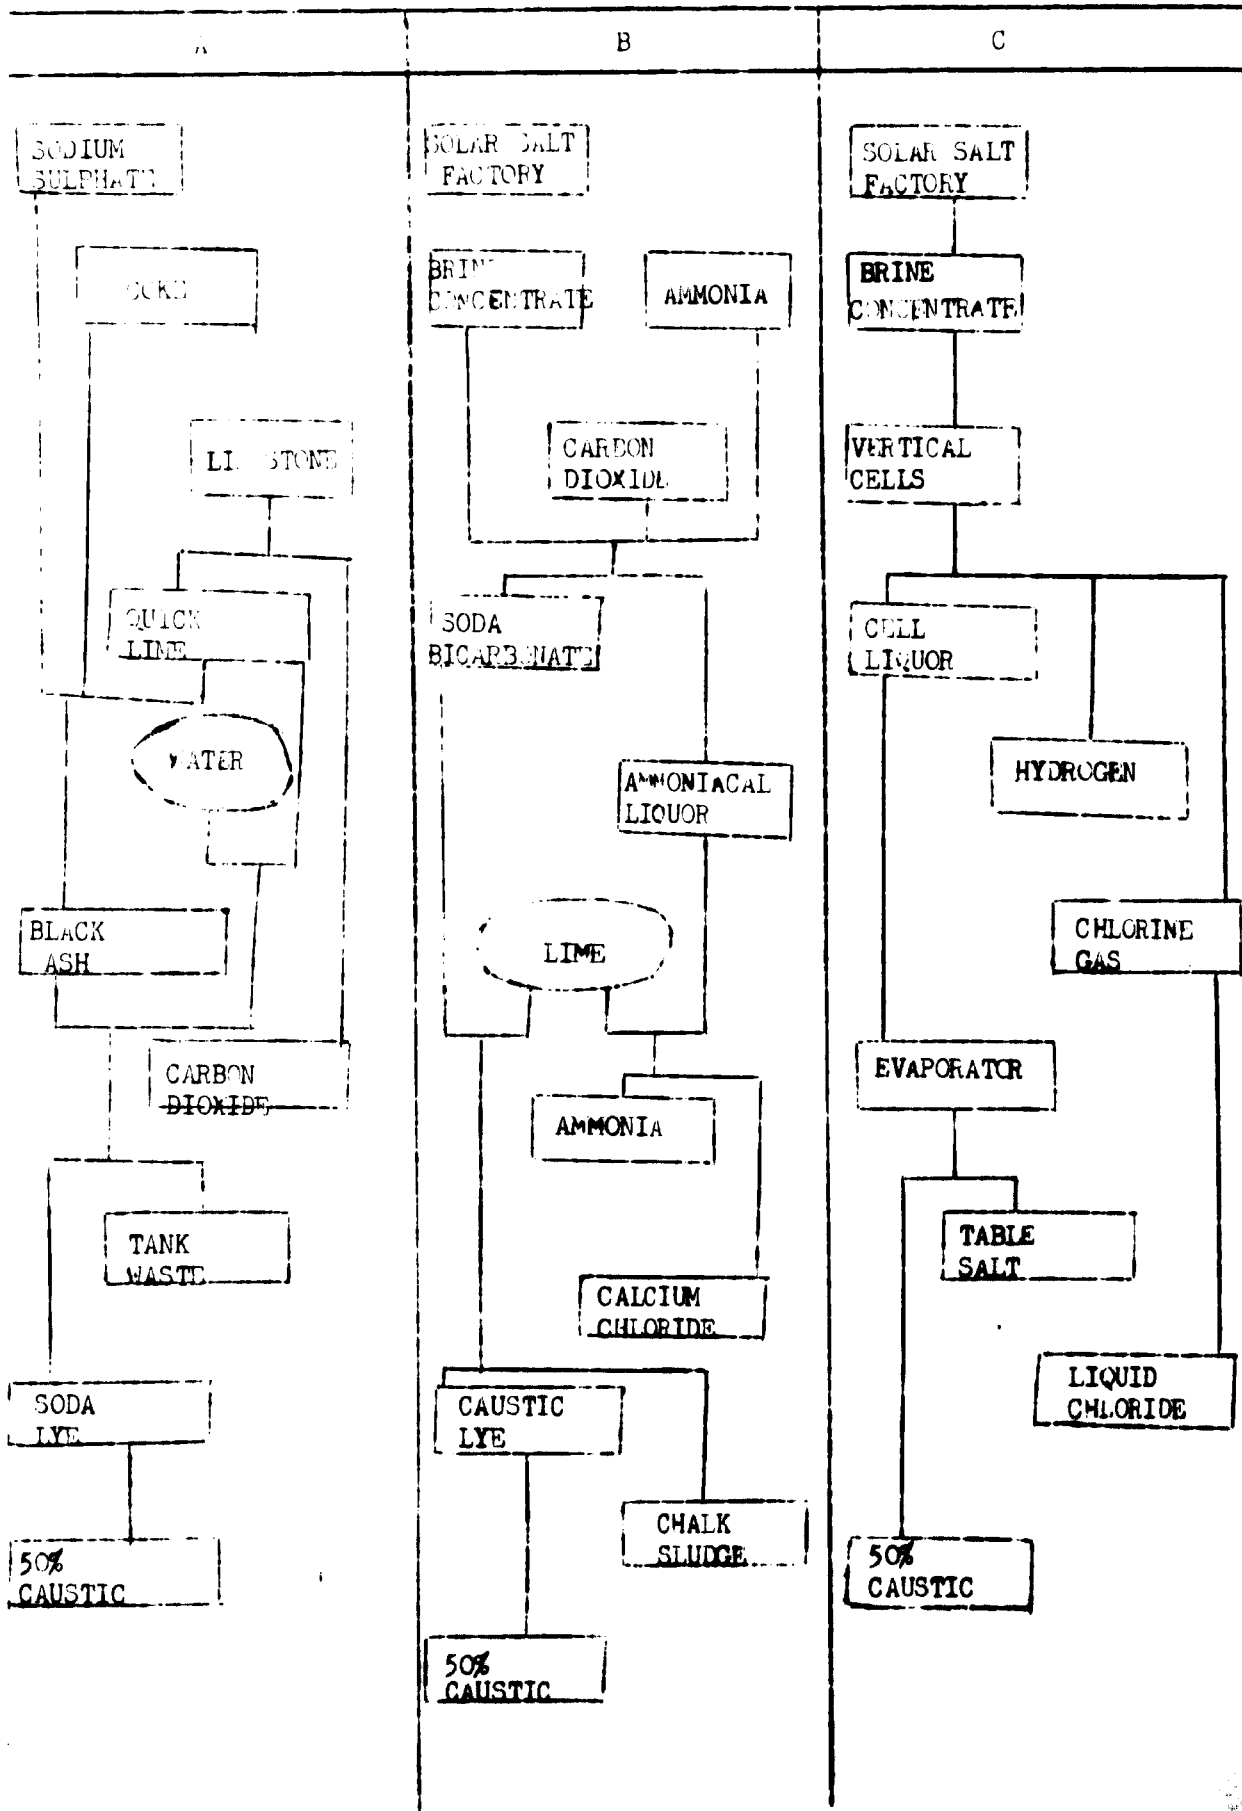 A
B
C
SODIUM
SULPHATE
LIMESTONE
QUICK
LIME
WATER
BLACK
ASH
CARBON
DIOXIDE
TANK
WASTE
SODA
LYE
50%
CAUSTIC
SOLAR SALT
FACTORY
BRINE
CONCENTRATE
AMMONIA
CARBON
DIOXIDE
SODA
BICARBONATE
AMMONIACAL
LIQUOR
LIME
AMMONIA
CALCIUM
CHLORIDE
CAUSTIC
LYE
CHALK
SLUDGE
50%
CAUSTIC
SOLAR SALT
FACTORY
BRINE
CONCENTRATE
VERTICAL
CELLS
CELL
LIQUOR
HYDROGEN
CHLORINE
GAS
EVAPORATOR
TABLE
SALT
LIQUID
CHLORIDE
50%
CAUSTIC